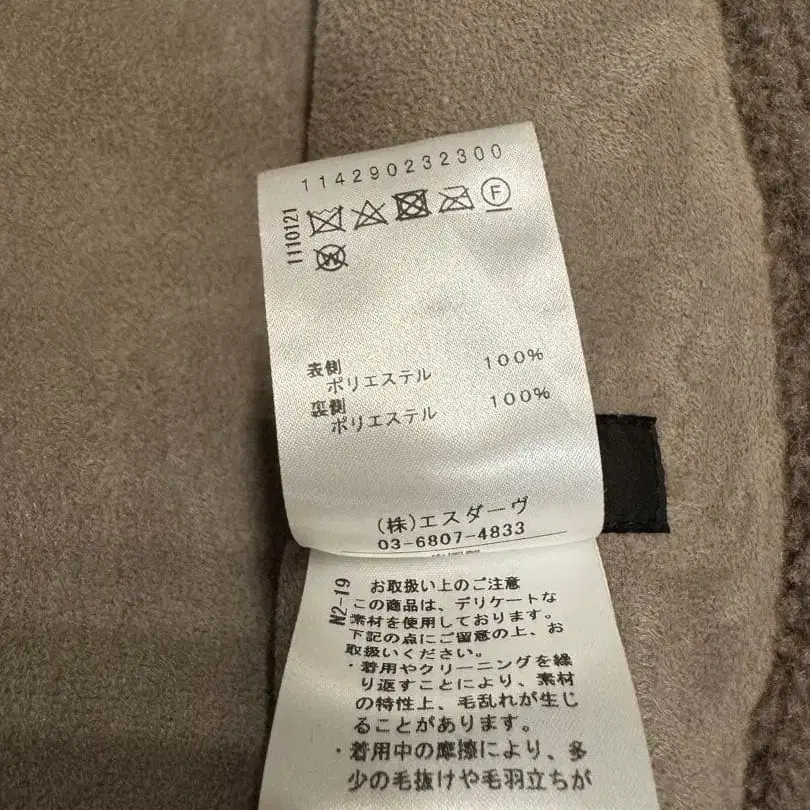 114290232300
1110121
F
W
表側
ポリエステル 100%
裏側
ポリエステル 100%
(株)エスダーヴ
03-6807-4833
N2-19
お取扱い上のご注意
この商品は、デリケートな
素材を使用しております。
下記の点にご留意の上、お
取扱いください。
・着用やクリーニングを繰
り返すことにより、素材
の特性上、毛乱れが生じ
ることがあります。
・着用中の摩擦により、多
少の毛抜けや毛羽立ちが